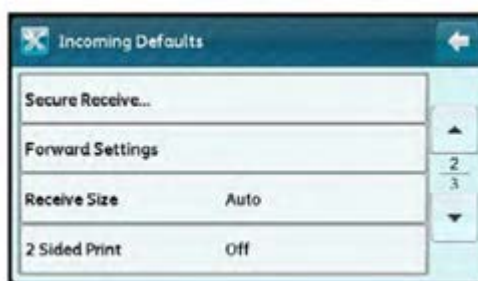 Incoming Defaults
Secure Receive...
Forward Settings
Receive Size Auto
2 Sided Print Off
2
3